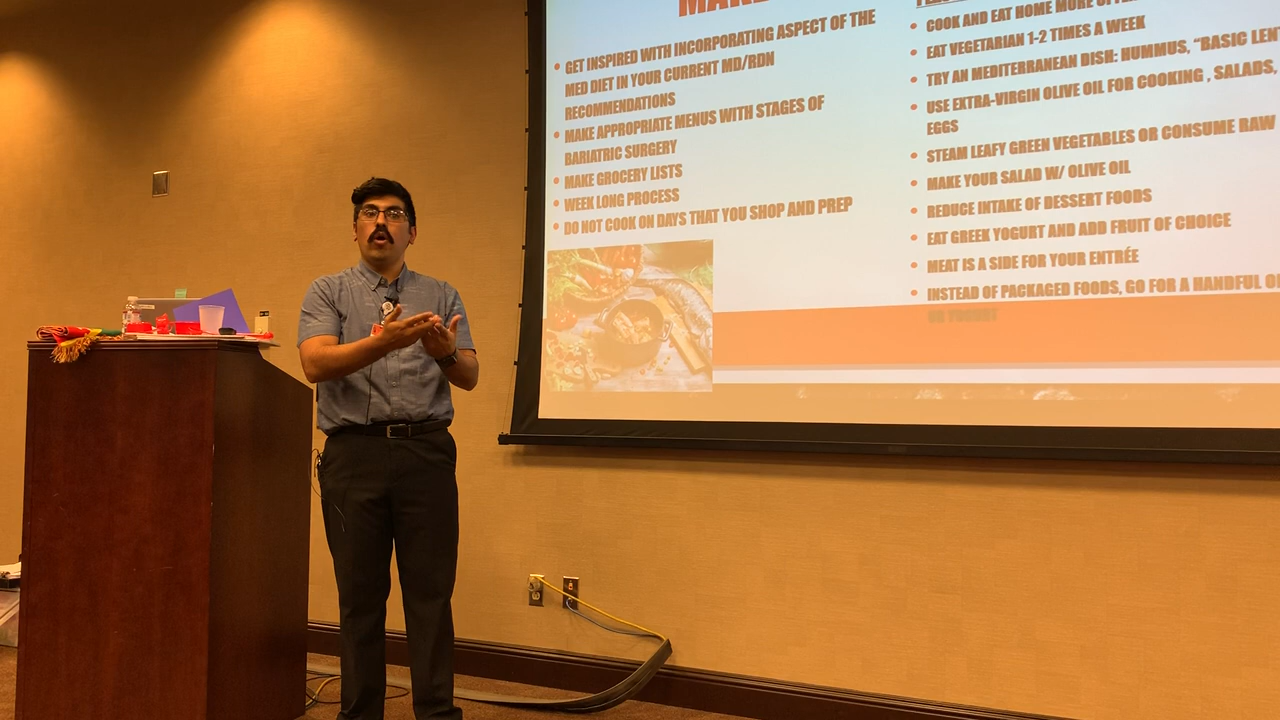 MAKE
GET INSPIRED WITH INCORPORATING ASPECT OF THE
MED DIET IN YOUR CURRENT MD/RDN
RECOMMENDATIONS
MAKE APPROPRIATE MENUS WITH STAGES OF
BARIATRIC SURGERY
MAKE GROCERY LISTS
WEEK LONG PROCESS
DO NOT COOK ON DAYS THAT YOU SHOP AND PREP
COOK AND EAT HOME MORE
EAT VEGETARIAN 1-2 TIMES A WEEK
TRY AN MEDITERRANEAN DISH: HUMMUS, “BASIC
USE EXTRA-VIRGIN OLIVE OIL FOR COOKING , SALADS,
EGGS
STEAM LEAFY GREEN VEGETABLES OR CONSUME RAW
MAKE YOUR SALAD W/ OLIVE OIL
REDUCE INTAKE OF DESSERT FOODS
EAT GREEK YOGURT AND ADD FRUIT OF CHOICE
MEAT IS A SIDE FOR YOUR ENTRÉE
INSTEAD OF PACKAGED FOODS, GO FOR A HANDFUL
OR YOGURT